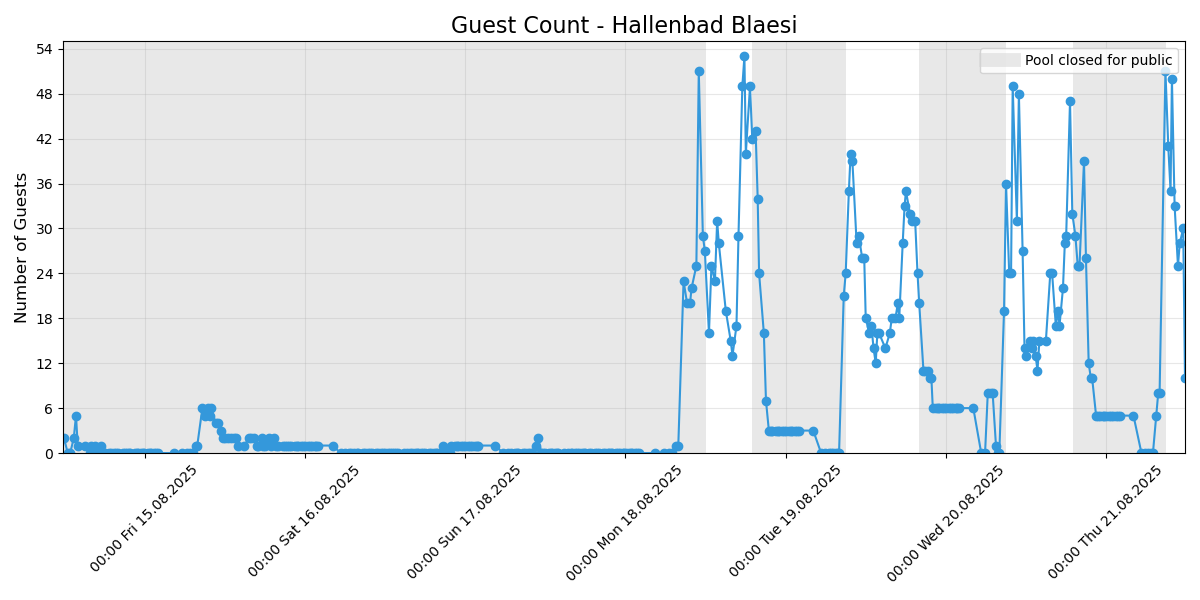 Guest Count - Hallenbad Blaesi
Pool closed for public
Number of Guests
54
48
42
36
30
24
18
12
6
0
00:00 Fri 15.08.2025
00:00 Sat 16.08.2025
00:00 Sun 17.08.2025
00:00 Mon 18.08.2025
00:00 Tue 19.08.2025
00:00 Wed 20.08.2025
00:00 Thu 21.08.2025